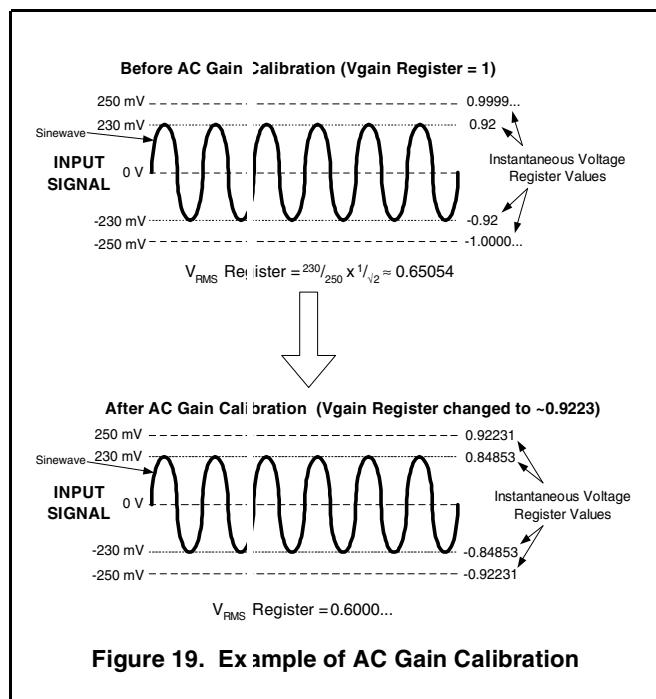 Before AC Gain Calibration (Vgain Register = 1)
250 mV
0.9999...
230 mV
0.92
Sinewave
INPUT
SIGNAL
0 V
Instantaneous Voltage
Register Values
-230 mV
-0.92
-250 mV
-1.0000...
VRMS Register = 230/250 x 1/√2 ≈ 0.65054
After AC Gain Calibration (Vgain Register changed to ~0.9223)
250 mV
0.92231
230 mV
0.84853
Sinewave
INPUT
SIGNAL
0 V
Instantaneous Voltage
Register Values
-230 mV
-0.84853
-250 mV
-0.92231
VRMS Register = 0.6000...
Figure 19. Example of AC Gain Calibration